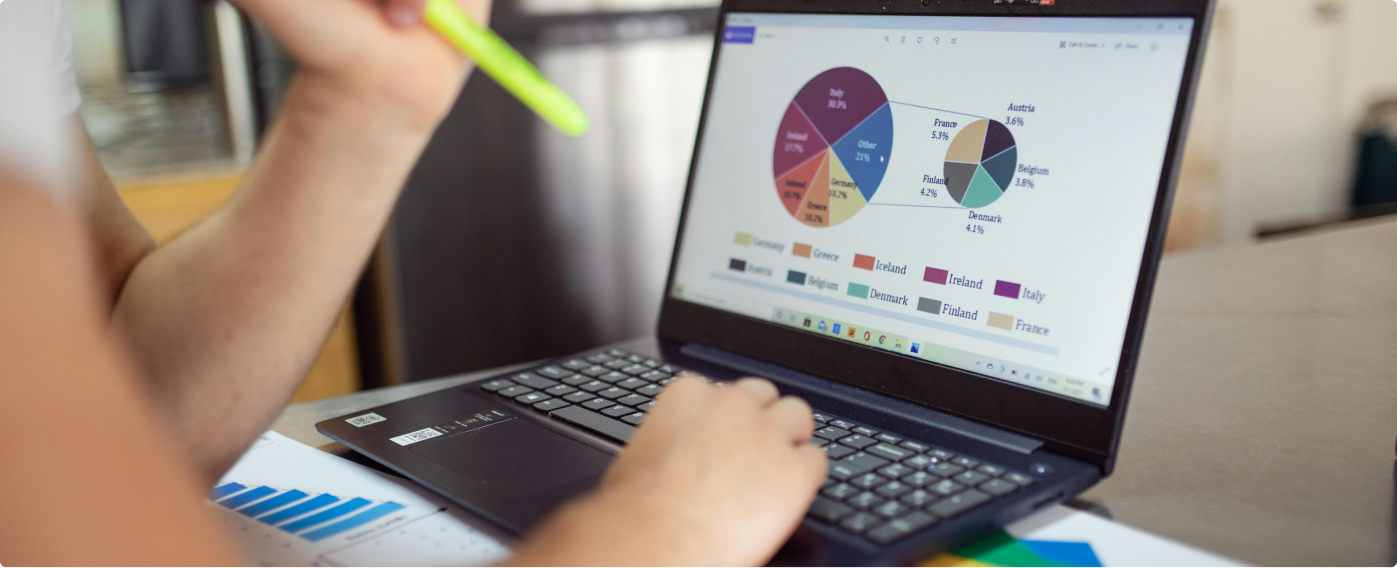 Italy
30.3%
Other
21%
Germany
10.2%
Greece
10.2%
Iceland
10.7%
Ireland
17.7%
Austria
3.6%
France
5.3%
Belgium
3.8%
Finland
4.2%
Denmark
4.1%
Germany Greece Iceland Ireland Italy
Austria Belgium Denmark Finland France